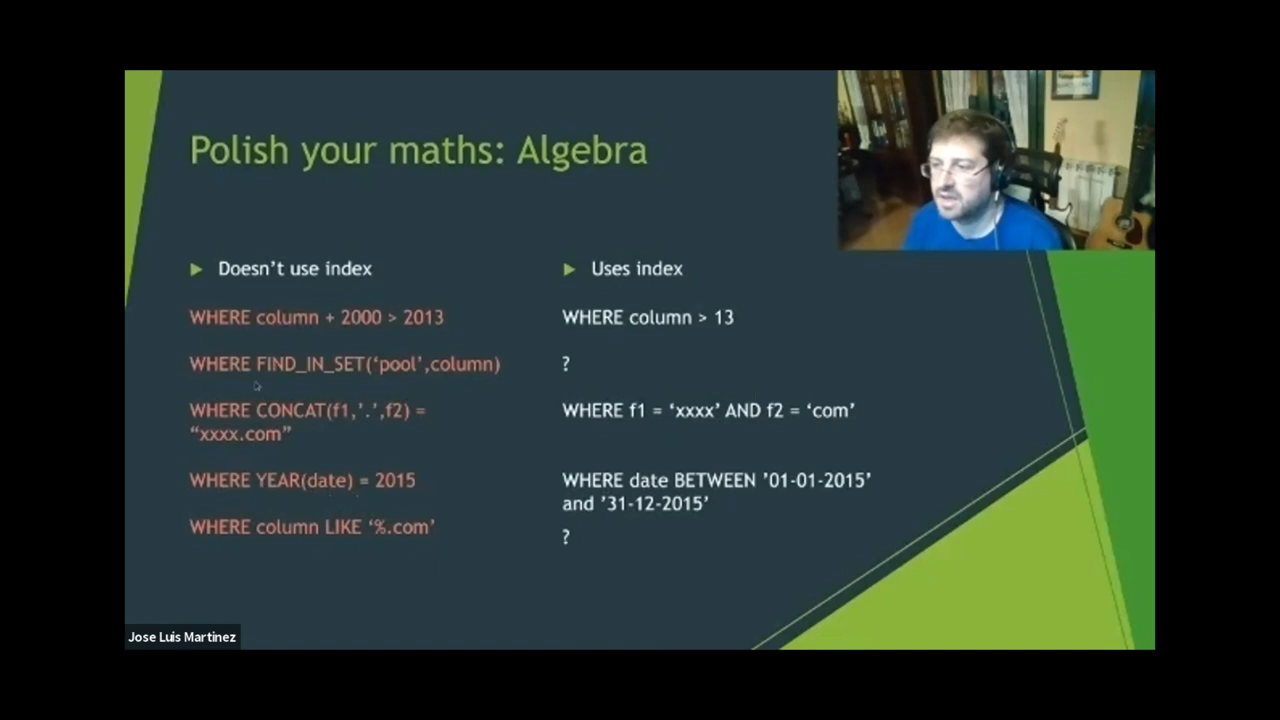 Polish your maths: Algebra
▶ Doesn’t use index
WHERE column + 2000 > 2013
WHERE FIND_IN_SET(‘pool’,column)
WHERE CONCAT(f1,’.’,f2) =
“xxxx.com”
WHERE YEAR(date) = 2015
WHERE column LIKE ‘%.com’
▶ Uses index
WHERE column > 13
?
WHERE f1 = ‘xxxx’ AND f2 = ‘com’
WHERE date BETWEEN ’01-01-2015’
and ’31-12-2015’
?
Jose Luis Martinez